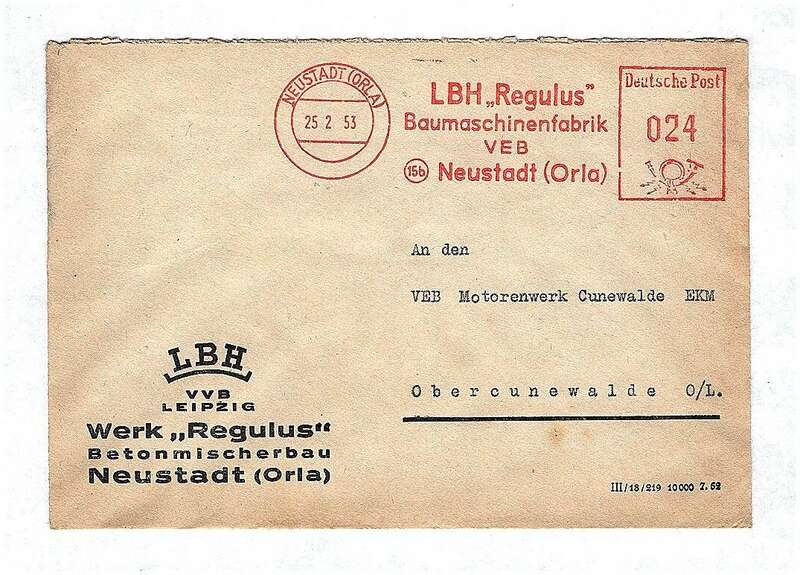 NEUSTADT (ORLA)
25 2 53
LBH „Regulus"
Baumaschinenfabrik
VEB
15b Neustadt (Orla)
Deutsche Post
024
An den
VEB Motorenwerk Cunewalde EKM
Obercunewalde O/L.
LBH
VVB
LEIPZIG
Werk „Regulus"
Betonmischerbau
Neustadt (Orla)
III/18/219 10000 7.52